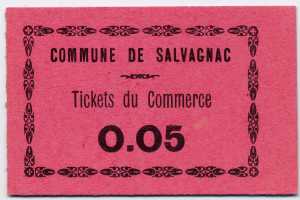 COMMUNE DE SALVAGNAC
Tickets du Commerce
0.05